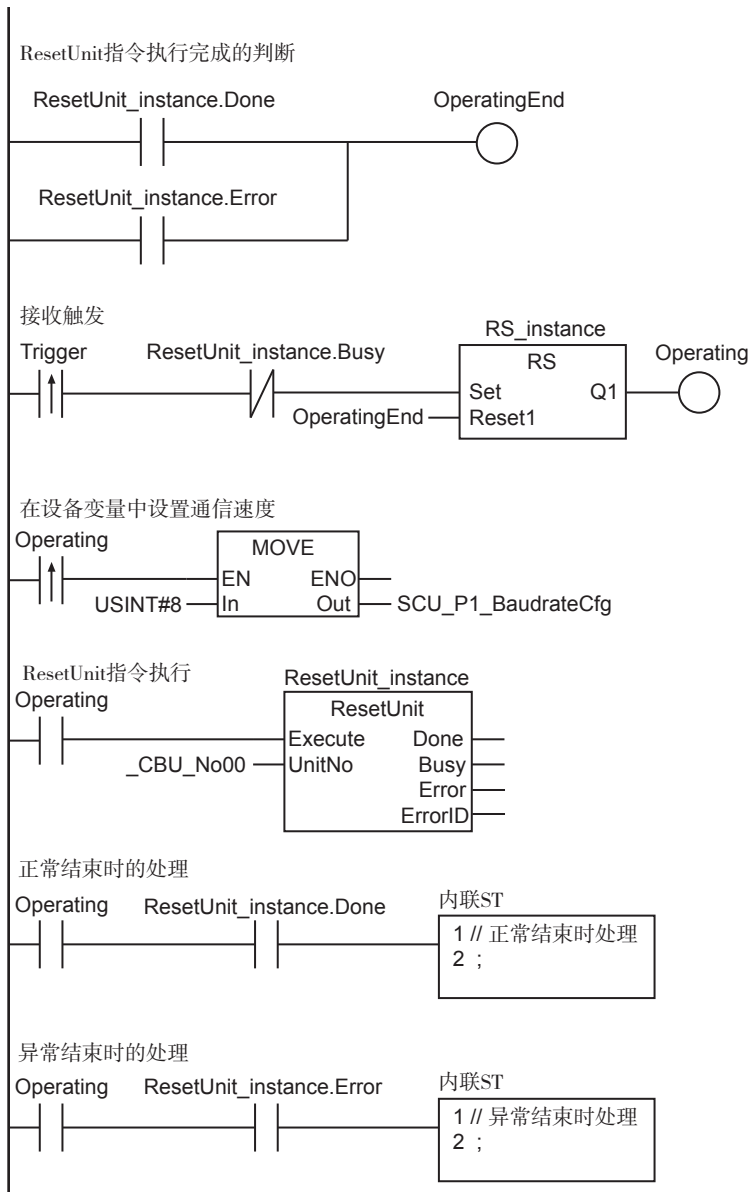 ResetUnit指令执行完成的判断
ResetUnit_instance.Done
OperatingEnd
ResetUnit_instance.Error
接收触发
Trigger
ResetUnit_instance.Busy
RS_instance
RS
Operating
Set Q1
OperatingEnd
Reset1
在设备变量中设置通信速度
Operating
MOVE
EN ENO
USINT#8
In Out
SCU_P1_BaudrateCfg
ResetUnit指令执行
Operating
ResetUnit_instance
ResetUnit
Execute Done
_CBU_No00
UnitNo Busy
Error
ErrorID
正常结束时的处理
Operating
ResetUnit_instance.Done
内联ST
1 // 正常结束时处理
2 ;
异常结束时的处理
Operating
ResetUnit_instance.Error
内联ST
1 // 异常结束时处理
2 ;